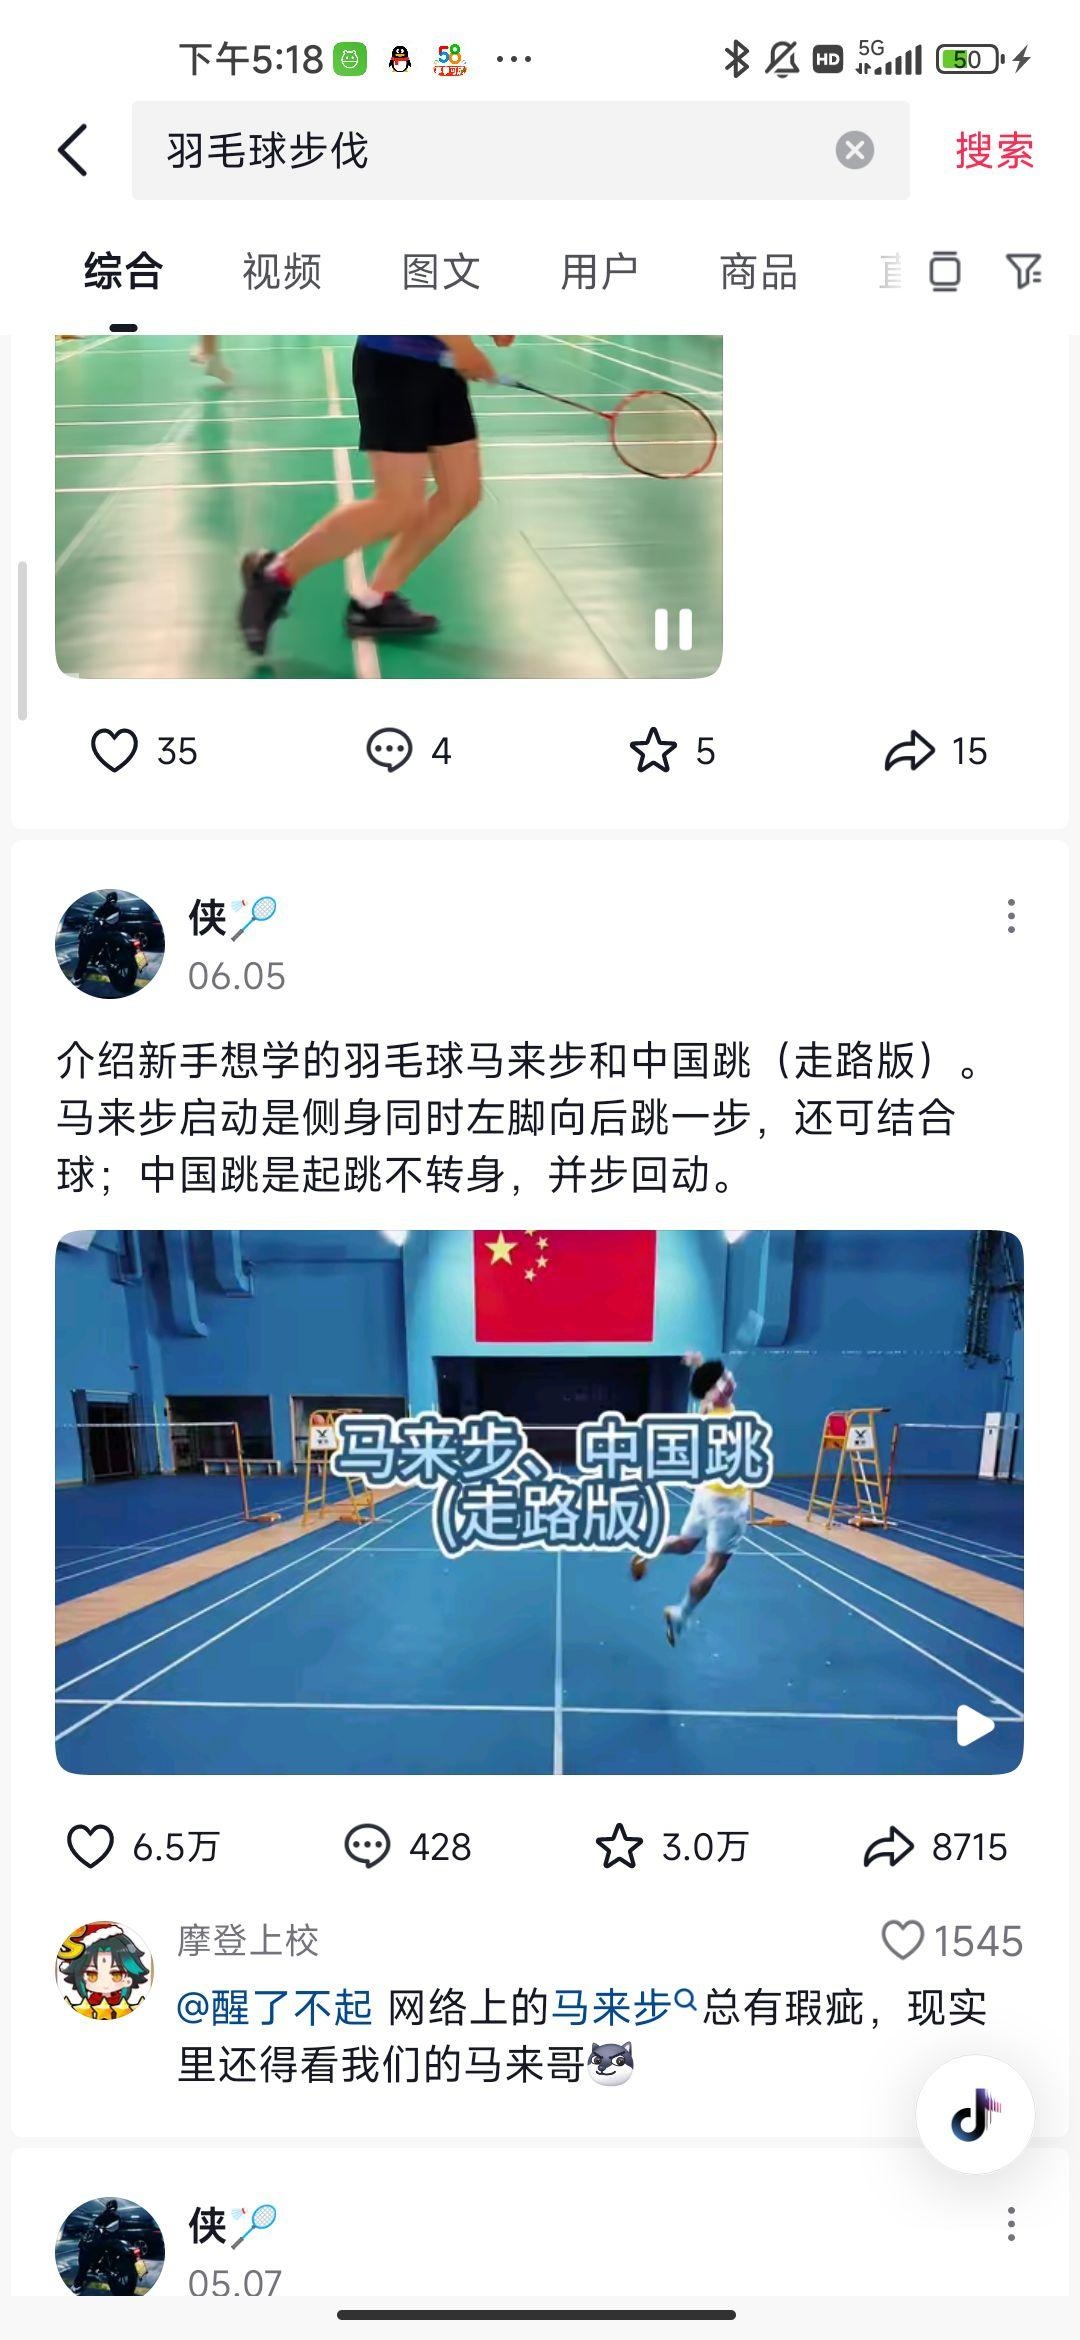 下午5:18
58
HD
5G
50
羽毛球步伐
搜索
综合 视频 图文 用户 商品
35 4 5 15
侠
06.05
介绍新手想学的羽毛球马来步和中国跳（走路版）。
马来步启动是侧身同时左脚向后跳一步，还可结合
球；中国跳是起跳不转身，并步回动。
马来步、中国跳
(走路版)
6.5万 428 3.0万 8715
摩登上校
1545
@醒了不起 网络上的马来步总有瑕疵，现实
里还得看我们的马来哥
侠
05.07